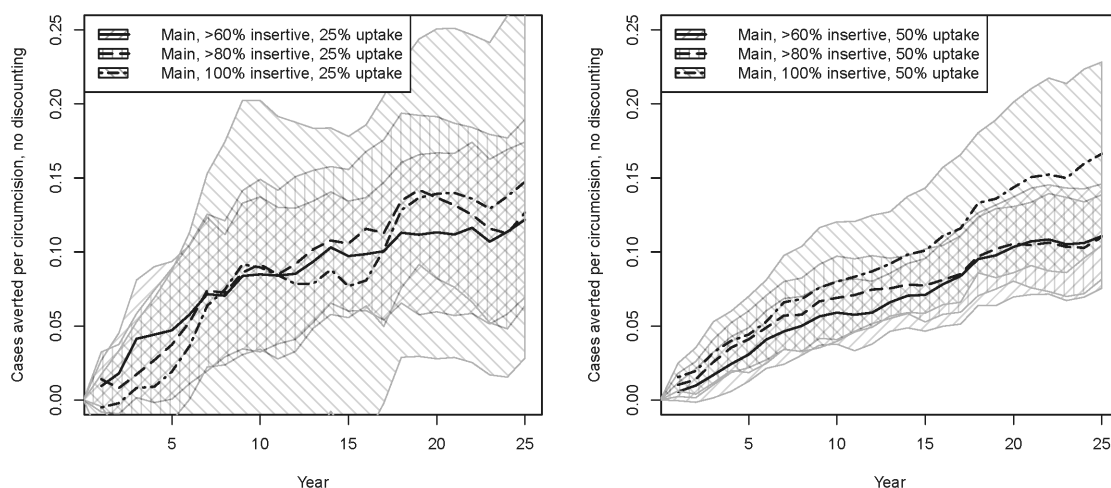 Cases averted per circumcision, no discounting
0.25
0.20
0.15
0.10
0.05
0.00
Main, >60% insertive, 25% uptake
Main, >80% insertive, 25% uptake
Main, 100% insertive, 25% uptake
5
10
15
20
25
Year
Cases averted per circumcision, no discounting
0.25
0.20
0.15
0.10
0.05
0.00
Main, >60% insertive, 50% uptake
Main, >80% insertive, 50% uptake
Main, 100% insertive, 50% uptake
5
10
15
20
25
Year